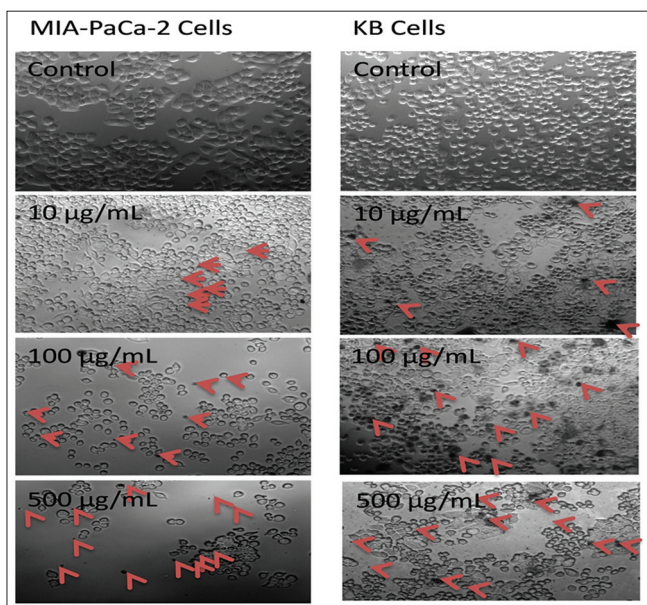 MIA-PaCa-2 Cells
KB Cells
Control
Control
10 µg/mL
10 µg/mL
100 µg/mL
100 µg/mL
500 µg/mL
500 µg/mL